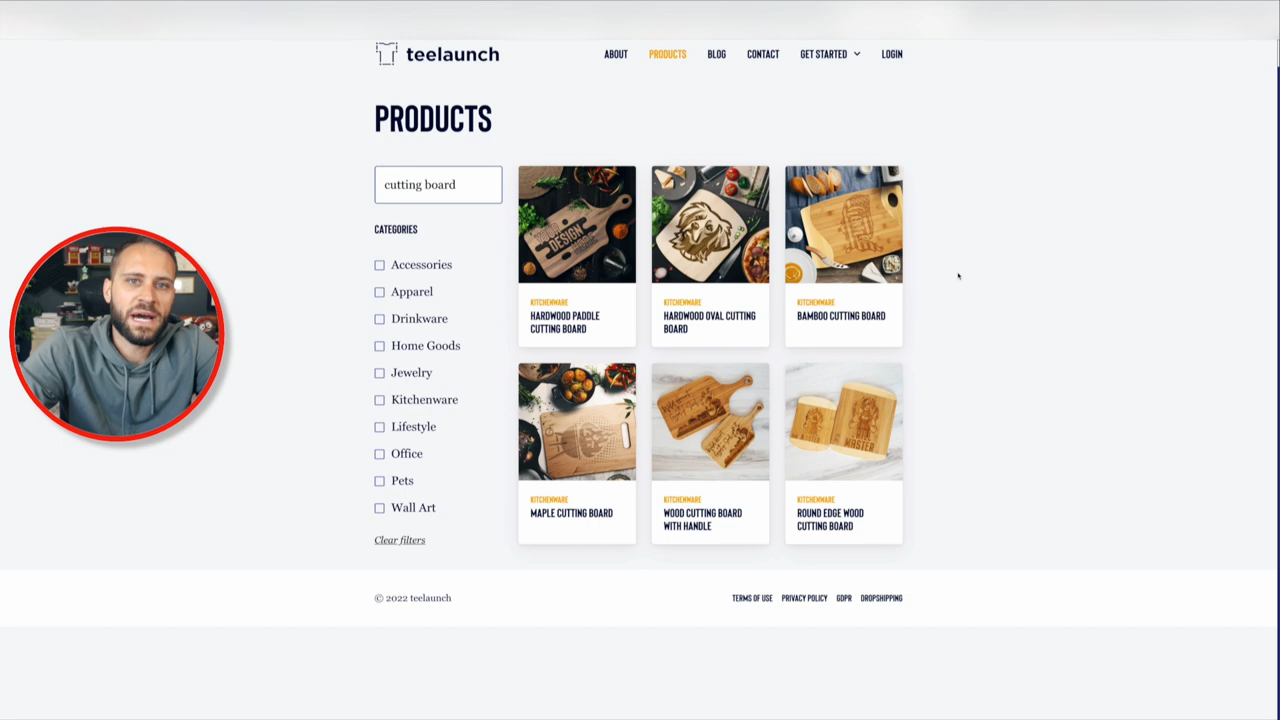 teelaunch
ABOUT
PRODUCTS
BLOG
CONTACT
GET STARTED
LOGIN
PRODUCTS
cutting board
CATEGORIES
Accessories
Apparel
Drinkware
Home Goods
Jewelry
Kitchenware
Lifestyle
Office
Pets
Wall Art
Clear filters
DESIGN
KITCHENWARE
HARDWOOD PADDLE
CUTTING BOARD
KITCHENWARE
HARDWOOD OVAL CUTTING
BOARD
KITCHENWARE
BAMBOO CUTTING BOARD
KITCHENWARE
MAPLE CUTTING BOARD
KITCHENWARE
WOOD CUTTING BOARD
WITH HANDLE
MASTER
KITCHENWARE
ROUND EDGE WOOD
CUTTING BOARD
© 2022 teelaunch
TERMS OF USE
PRIVACY POLICY
GDPR
DROPSHIPPING